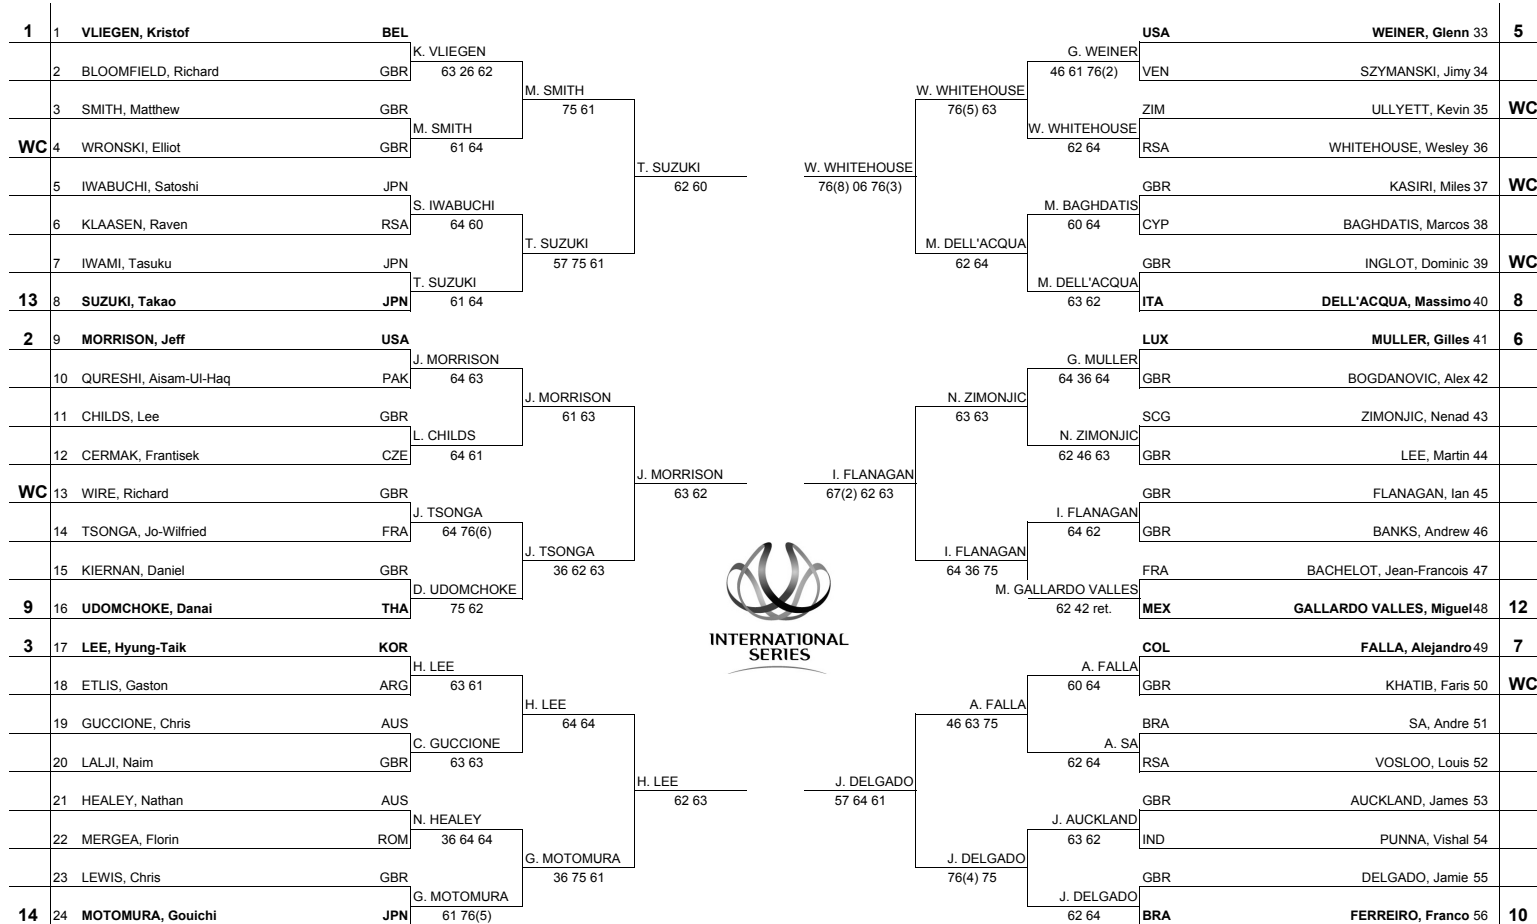 1 1 VLIEGEN, Kristof BEL
2 BLOOMFIELD, Richard GBR
3 SMITH, Matthew GBR
WC 4 WRONSKI, Elliot GBR
5 IWABUCHI, Satoshi JPN
6 KLAASEN, Raven RSA
7 IWAMI, Tasuku JPN
13 8 SUZUKI, Takao JPN
2 9 MORRISON, Jeff USA
10 QURESHI, Aisam-Ul-Haq PAK
11 CHILDS, Lee GBR
12 CERMAK, Frantisek CZE
WC 13 WIRE, Richard GBR
14 TSONGA, Jo-Wilfried FRA
15 KIERNAN, Daniel GBR
9 16 UDOMCHOKE, Danai THA
3 17 LEE, Hyung-Taik KOR
18 ETLIS, Gaston ARG
19 GUCCIONE, Chris AUS
20 LALJI, Naim GBR
21 HEALEY, Nathan AUS
22 MERGEA, Florin ROM
23 LEWIS, Chris GBR
14 24 MOTOMURA, Gouichi JPN
K. VLIEGEN
63 26 62
M. SMITH
61 64
S. IWABUCHI
64 60
T. SUZUKI
61 64
J. MORRISON
64 63
L. CHILDS
64 61
J. TSONGA
64 76(6)
D. UDOMCHOKE
75 62
H. LEE
63 61
C. GUCCIONE
63 63
N. HEALEY
36 64 64
G. MOTOMURA
61 76(5)
M. SMITH
75 61
T. SUZUKI
57 75 61
J. MORRISON
61 63
J. TSONGA
36 62 63
H. LEE
64 64
G. MOTOMURA
36 75 61
T. SUZUKI
62 60
J. MORRISON
63 62
H. LEE
62 63
INTERNATIONAL
SERIES
W. WHITEHOUSE
76(8) 06 76(3)
I. FLANAGAN
67(2) 62 63
J. DELGADO
57 64 61
W. WHITEHOUSE
76(5) 63
M. DELL'ACQUA
62 64
N. ZIMONJIC
63 63
I. FLANAGAN
64 36 75
A. FALLA
46 63 75
J. DELGADO
76(4) 75
G. WEINER
46 61 76(2)
W. WHITEHOUSE
62 64
M. BAGHDATIS
60 64
M. DELL'ACQUA
63 62
G. MULLER
64 36 64
N. ZIMONJIC
62 46 63
I. FLANAGAN
64 62
M. GALLARDO VALLES
62 42 ret.
A. FALLA
60 64
A. SA
62 64
J. AUCKLAND
63 62
J. DELGADO
62 64
USA WEINER, Glenn 33 5
VEN SZYMANSKI, Jimy 34
ZIM ULLYETT, Kevin 35 WC
RSA WHITEHOUSE, Wesley 36
GBR KASIRI, Miles 37 WC
CYP BAGHDATIS, Marcos 38
GBR INGLOT, Dominic 39 WC
ITA DELL'ACQUA, Massimo 40 8
LUX MULLER, Gilles 41 6
GBR BOGDANOVIC, Alex 42
SCG ZIMONJIC, Nenad 43
GBR LEE, Martin 44
GBR FLANAGAN, Ian 45
GBR BANKS, Andrew 46
FRA BACHELOT, Jean-Francois 47
MEX GALLARDO VALLES, Miguel 48 12
COL FALLA, Alejandro 49 7
GBR KHATIB, Faris 50 WC
BRA SA, Andre 51
RSA VOSLOO, Louis 52
GBR AUCKLAND, James 53
IND PUNNA, Vishal 54
GBR DELGADO, Jamie 55
BRA FERREIRO, Franco 56 10